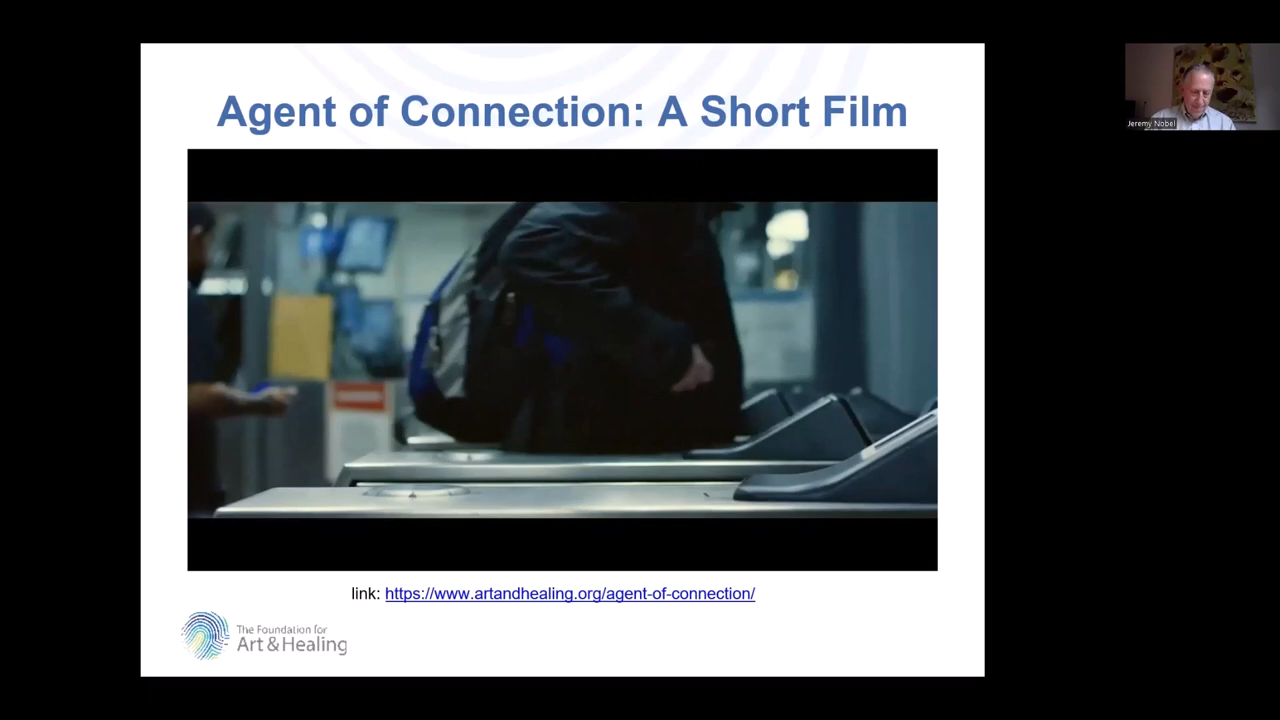 Agent of Connection: A Short Film
Jeremy Nobel
link: https://www.artandhealing.org/agent-of-connection/
The Foundation for
Art & Healing